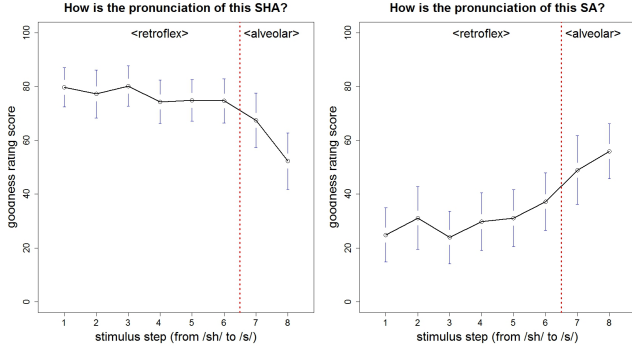 How is the pronunciation of this SHA?
<retroflex>
<alveolar>
goodness rating score
100
80
60
40
20
0
1 2 3 4 5 6 7 8
stimulus step (from /sh/ to /s/)
How is the pronunciation of this SA?
<retroflex>
<alveolar>
goodness rating score
100
80
60
40
20
0
1 2 3 4 5 6 7 8
stimulus step (from /sh/ to /s/)